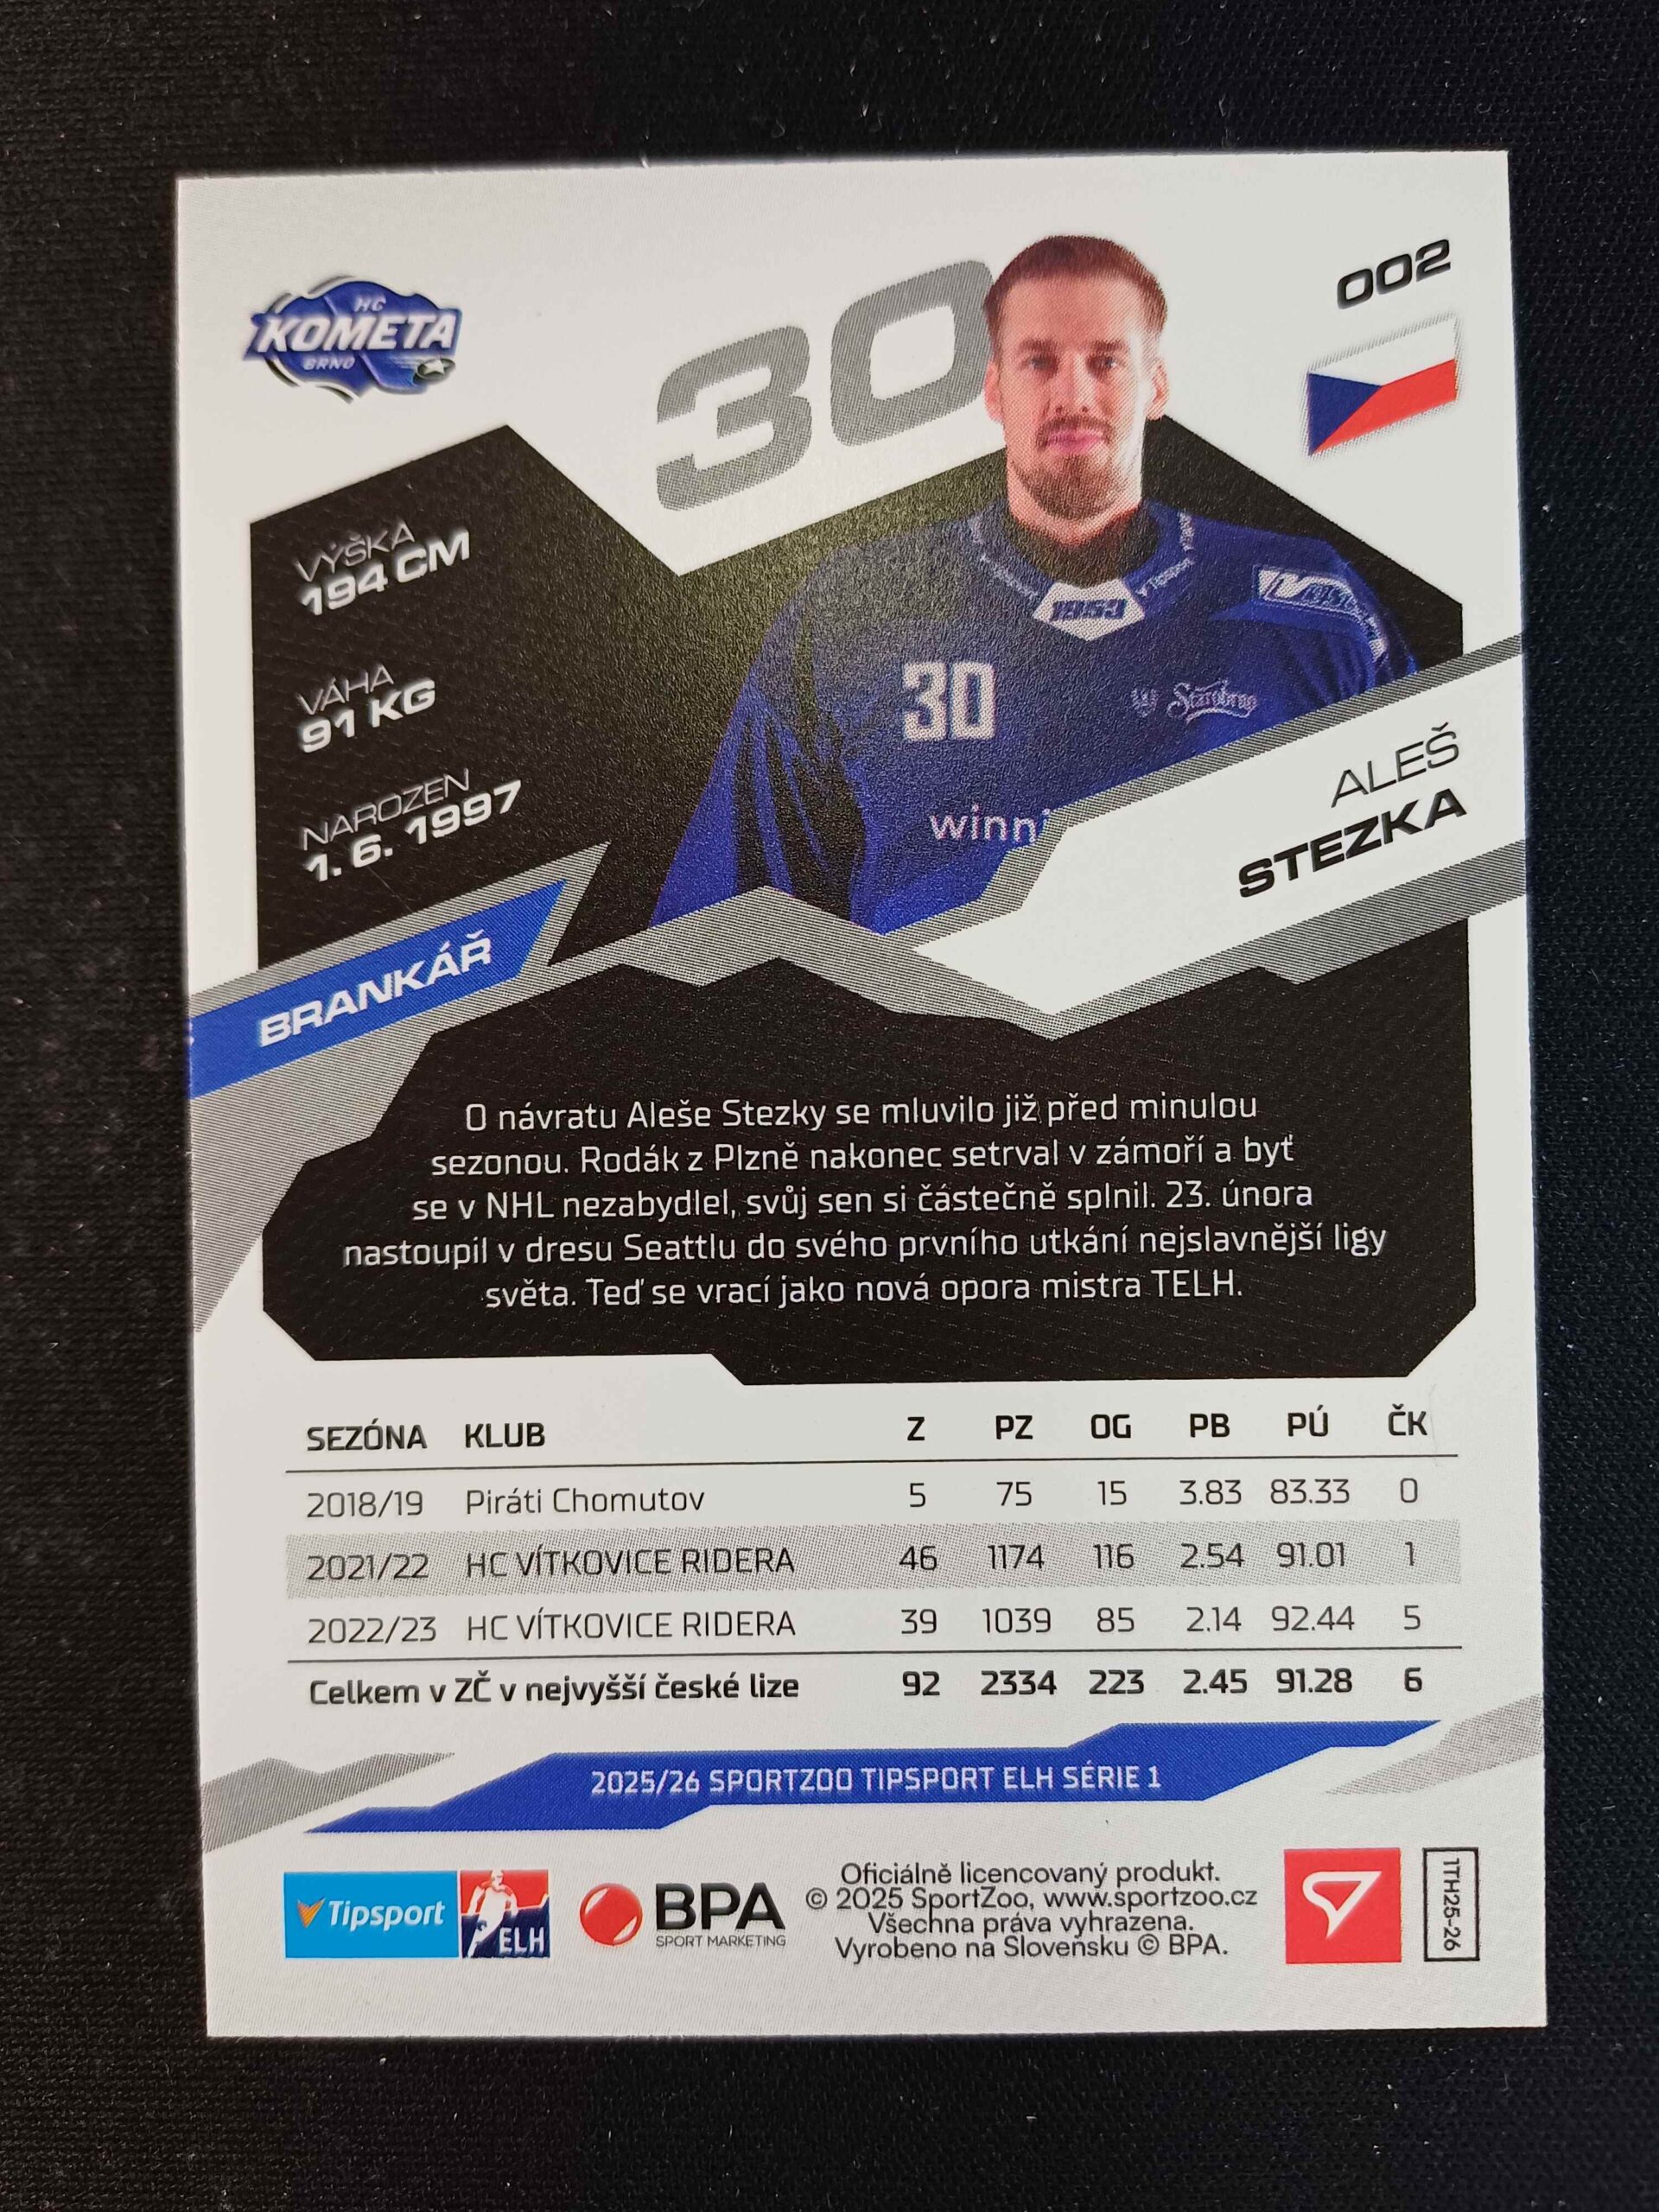 HC
KOMETA
BRNO
30
002
VÝŠKA
194 CM
VÁHA
91 KG
NAROZEN
1. 6. 1997
Tipsport
1953
30
Starobrno
winni
ALEŠ
STEZKA
BRANKÁŘ
O návratu Aleše Stezky se mluvilo již před minulou
sezonou. Rodák z Plzně nakonec setrval v zámoří a byť
se v NHL nezabydlel, svůj sen si částečně splnil. 23. února
nastoupil v dresu Seattlu do svého prvního utkání nejslavnější ligy
světa. Teď se vrací jako nová opora mistra TELH.
SEZÓNA KLUB Z PZ OG PB PÚ ČK
2018/19 Piráti Chomutov 5 75 15 3.83 83.33 0
2021/22 HC VÍTKOVICE RIDERA 46 1174 116 2.54 91.01 1
2022/23 HC VÍTKOVICE RIDERA 39 1039 85 2.14 92.44 5
Celkem v ZČ v nejvyšší české lize 92 2334 223 2.45 91.28 6
2025/26 SPORTZOO TIPSPORT ELH SÉRIE 1
Tipsport
ELH
BPA
SPORT MARKETING
Oficiálně licencovaný produkt.
© 2025 SportZoo, www.sportzoo.cz
Všechna práva vyhrazena.
Vyrobeno na Slovensku © BPA.
1TH25-26